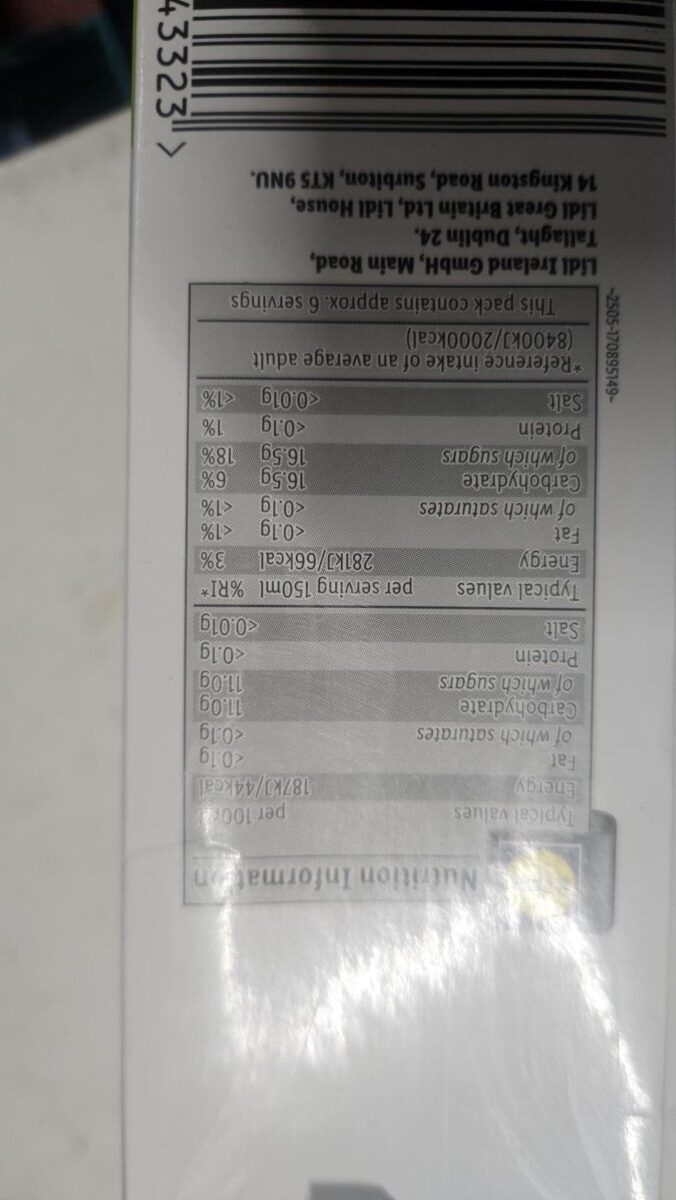 Nutrition Information
Typical values per 100ml
Energy 187kJ/44kcal
Fat <0.1g
of which saturates <0.1g
Carbohydrate 11.0g
of which sugars 11.0g
Protein <0.1g
Salt <0.01g
Typical values per serving 150ml %RI*
Energy 281kJ/66kcal 3%
Fat <0.1g <1%
of which saturates <0.1g <1%
Carbohydrate 16.5g 6%
of which sugars 16.5g 18%
Protein <0.1g 1%
Salt <0.01g <1%
*Reference intake of an average adult
(8400kJ/2000kcal)
This pack contains approx. 6 servings
~2505-170895149~
Lidl Ireland GmbH, Main Road,
Tallaght, Dublin 24.
Lidl Great Britain Ltd, Lidl House,
14 Kingston Road, Surbiton, KT5 9NU.
43323 >